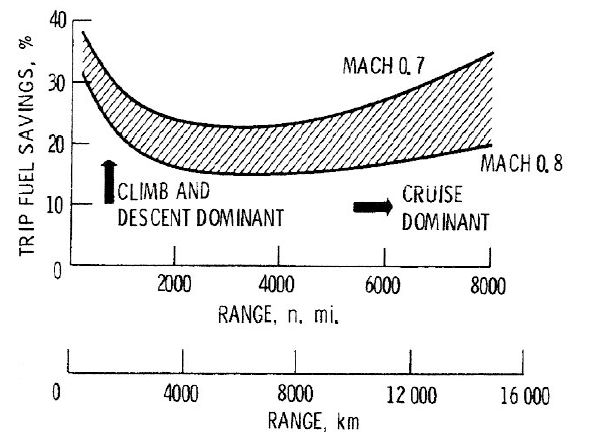 40
30
20
10
0
TRIP FUEL SAVINGS, %
MACH 0.7
MACH 0.8
CLIMB AND
DESCENT DOMINANT
CRUISE
DOMINANT
2000 4000 6000 8000
RANGE, n. mi.
0 4000 8000 12 000 16 000
RANGE, km